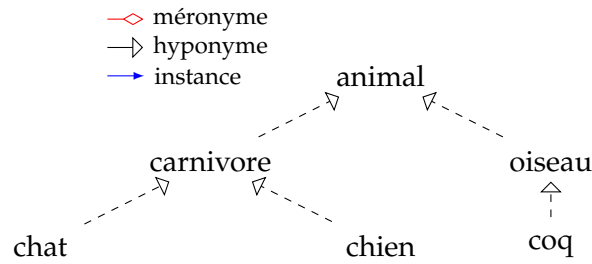 méronyme
hyponyme
instance
animal
carnivore oiseau
chat chien coq